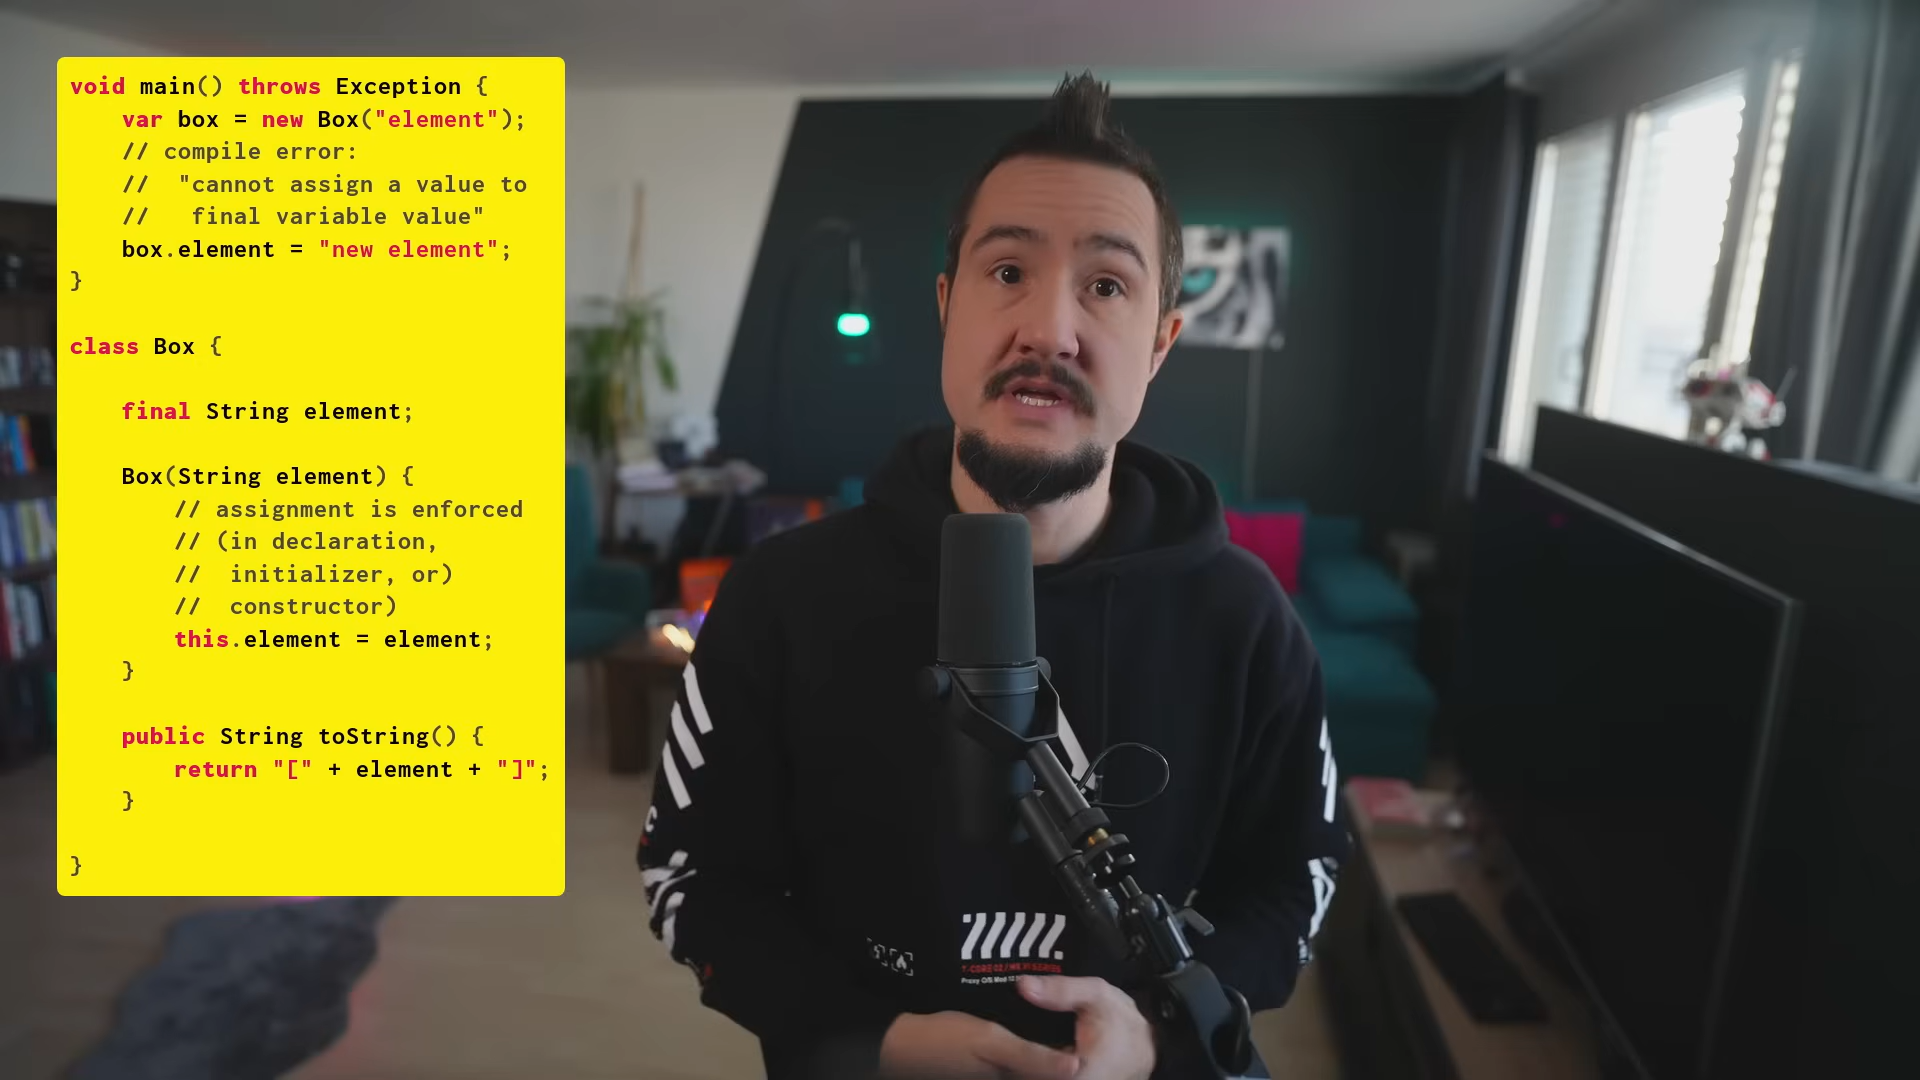 void main() throws Exception {
var box = new Box("element");
// compile error:
//  "cannot assign a value to
//   final variable value"
box.element = "new element";
}
class Box {
final String element;
Box(String element) {
// assignment is enforced
// (in declaration,
//  initializer, or)
//  constructor)
this.element = element;
}
public String toString() {
return "[" + element + "]";
}
}